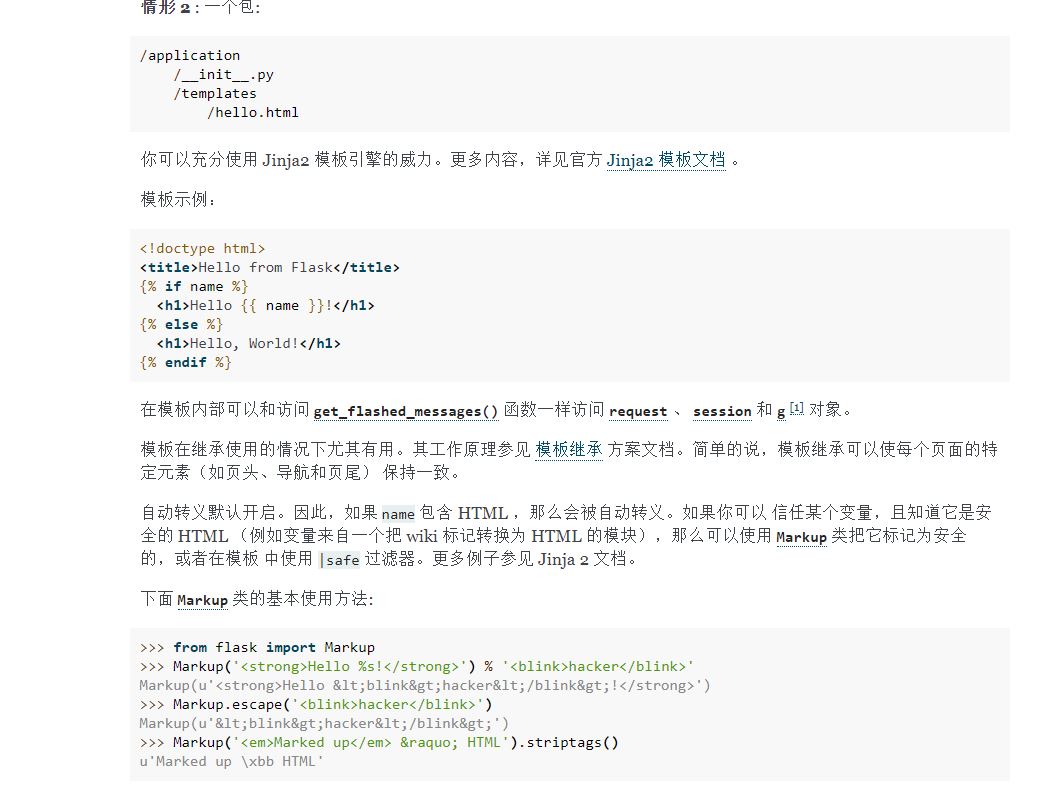 情形 2 : 一个包:
/application
    /__init__.py
    /templates
        /hello.html
你可以充分使用 Jinja2 模板引擎的威力。更多内容，详见官方 Jinja2 模板文档 。
模板示例：
<!doctype html>
<title>Hello from Flask</title>
{% if name %}
  <h1>Hello {{ name }}!</h1>
{% else %}
  <h1>Hello, World!</h1>
{% endif %}
在模板内部可以和访问 get_flashed_messages() 函数一样访问 request 、 session 和 g [1] 对象。
模板在继承使用的情况下尤其有用。其工作原理参见 模板继承 方案文档。简单的说，模板继承可以使每个页面的特
定元素（如页头、导航和页尾） 保持一致。
自动转义默认开启。因此，如果 name 包含 HTML ，那么会被自动转义。如果你可以 信任某个变量，且知道它是安
全的 HTML （例如变量来自一个把 wiki 标记转换为 HTML 的模块），那么可以使用 Markup 类把它标记为安全
的，或者在模板 中使用 |safe 过滤器。更多例子参见 Jinja 2 文档。
下面 Markup 类的基本使用方法:
>>> from flask import Markup
>>> Markup('<strong>Hello %s!</strong>') % '<blink>hacker</blink>'
Markup(u'<strong>Hello &lt;blink&gt;hacker&lt;/blink&gt;!</strong>')
>>> Markup.escape('<blink>hacker</blink>')
Markup(u'&lt;blink&gt;hacker&lt;/blink&gt;')
>>> Markup('<em>Marked up</em> &raquo; HTML').striptags()
u'Marked up \xbb HTML'